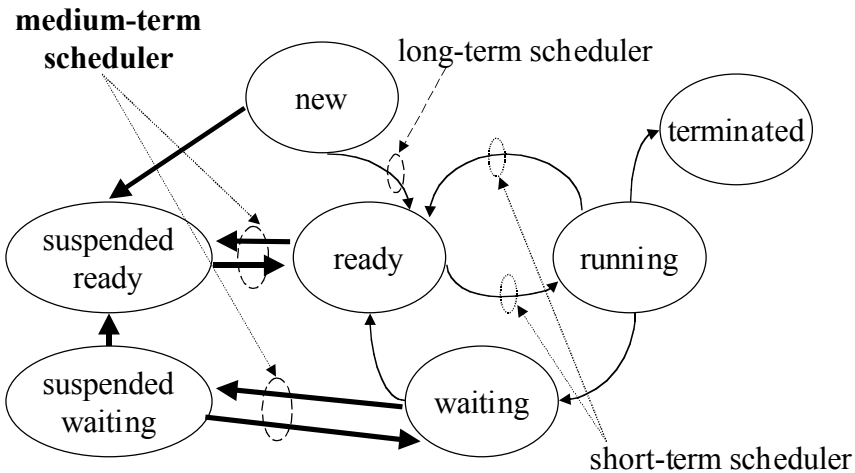 medium-term
scheduler
long-term scheduler
new
terminated
suspended
ready
ready
running
suspended
waiting
waiting
short-term scheduler